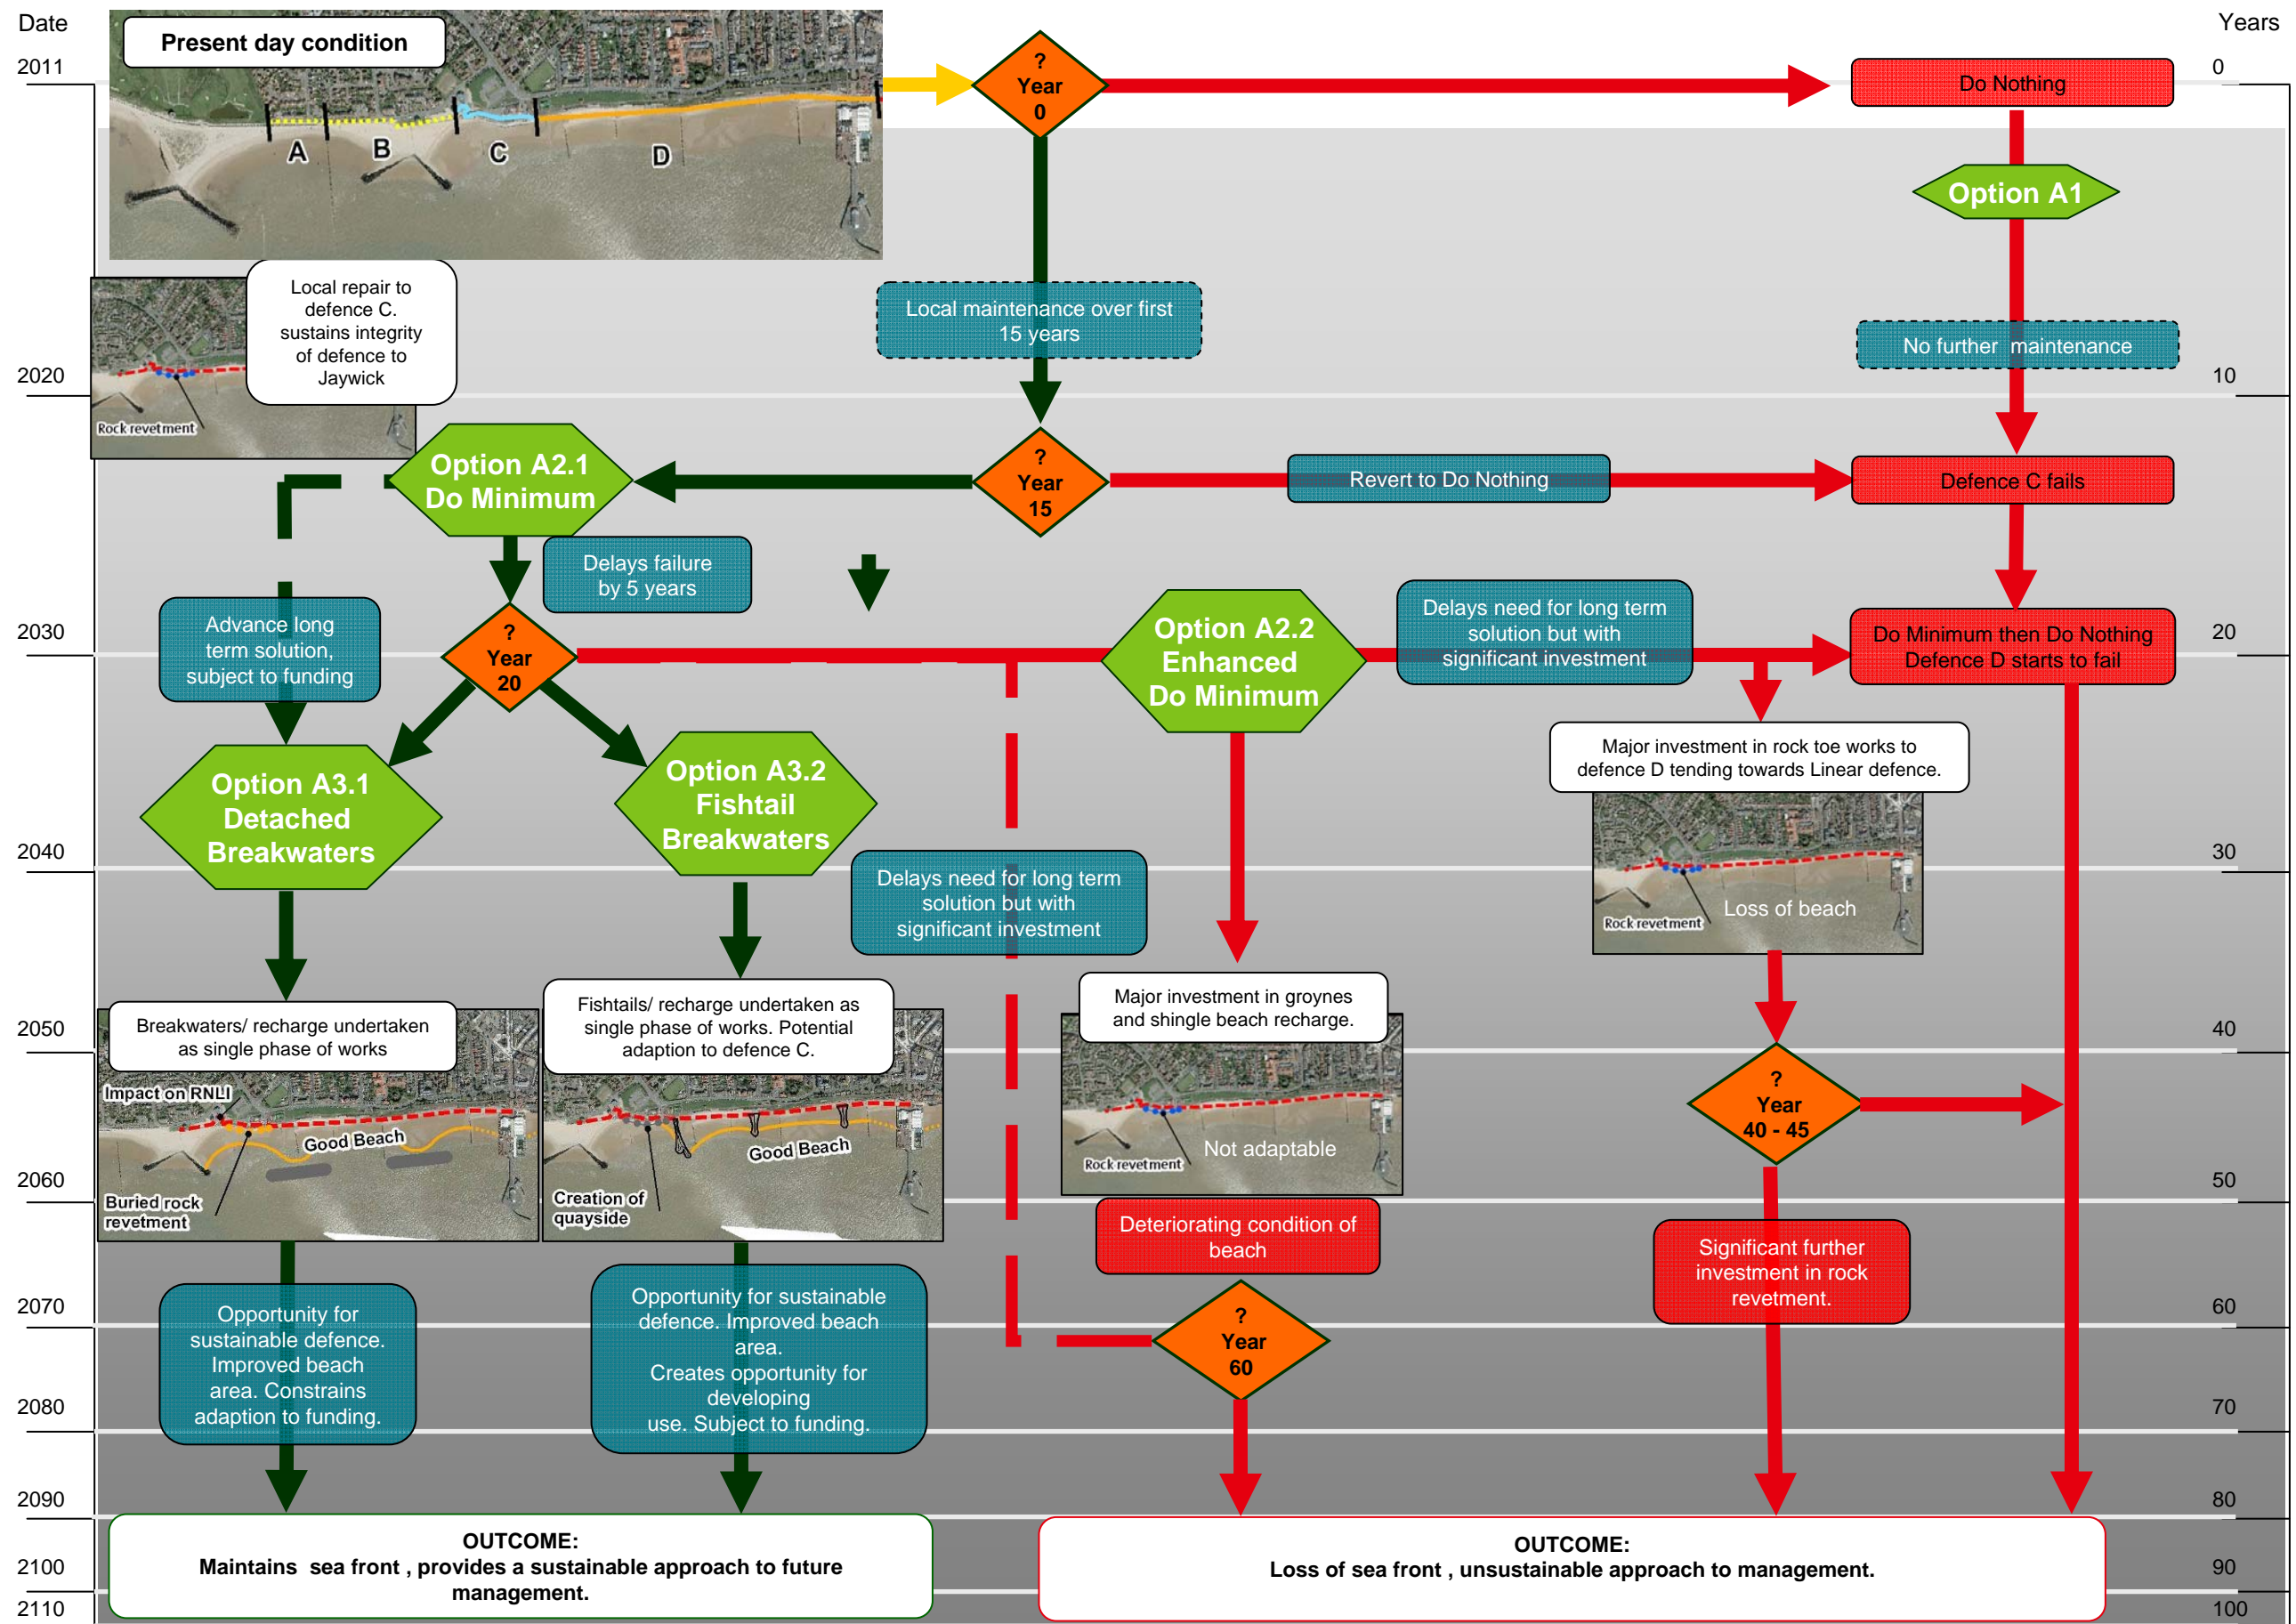 Date
Years
Present day condition
2011
0
A
B
C
D
?
Year
0
Do Nothing
Option A1
Local repair to
defence C.
sustains integrity
of defence to
Jaywick
Rock revetment
Local maintenance over first
15 years
No further maintenance
2020
10
Option A2.1
Do Minimum
?
Year
15
Revert to Do Nothing
Defence C fails
Delays failure
by 5 years
Advance long
term solution,
subject to funding
2030
20
?
Year
20
Option A2.2
Enhanced
Do Minimum
Delays need for long term
solution but with
significant investment
Do Minimum then Do Nothing
Defence D starts to fail
Major investment in rock toe works to
defence D tending towards Linear defence.
Option A3.1
Detached
Breakwaters
Option A3.2
Fishtail
Breakwaters
2040
30
Delays need for long term
solution but with
significant investment
Loss of beach
Rock revetment
Breakwaters/ recharge undertaken
as single phase of works
Fishtails/ recharge undertaken as
single phase of works. Potential
adaption to defence C.
Major investment in groynes
and shingle beach recharge.
2050
40
Impact on RNLI
Good Beach
Buried rock
revetment
Good Beach
Creation of
quayside
Not adaptable
Rock revetment
?
Year
40 - 45
2060
50
Deteriorating condition of
beach
Significant further
investment in rock
revetment.
Opportunity for
sustainable defence.
Improved beach
area. Constrains
adaption to funding.
Opportunity for sustainable
defence. Improved beach
area.
Creates opportunity for
developing
use. Subject to funding.
2070
60
?
Year
60
2080
70
2090
80
OUTCOME:
Maintains sea front , provides a sustainable approach to future
management.
OUTCOME:
Loss of sea front , unsustainable approach to management.
2100
90
2110
100